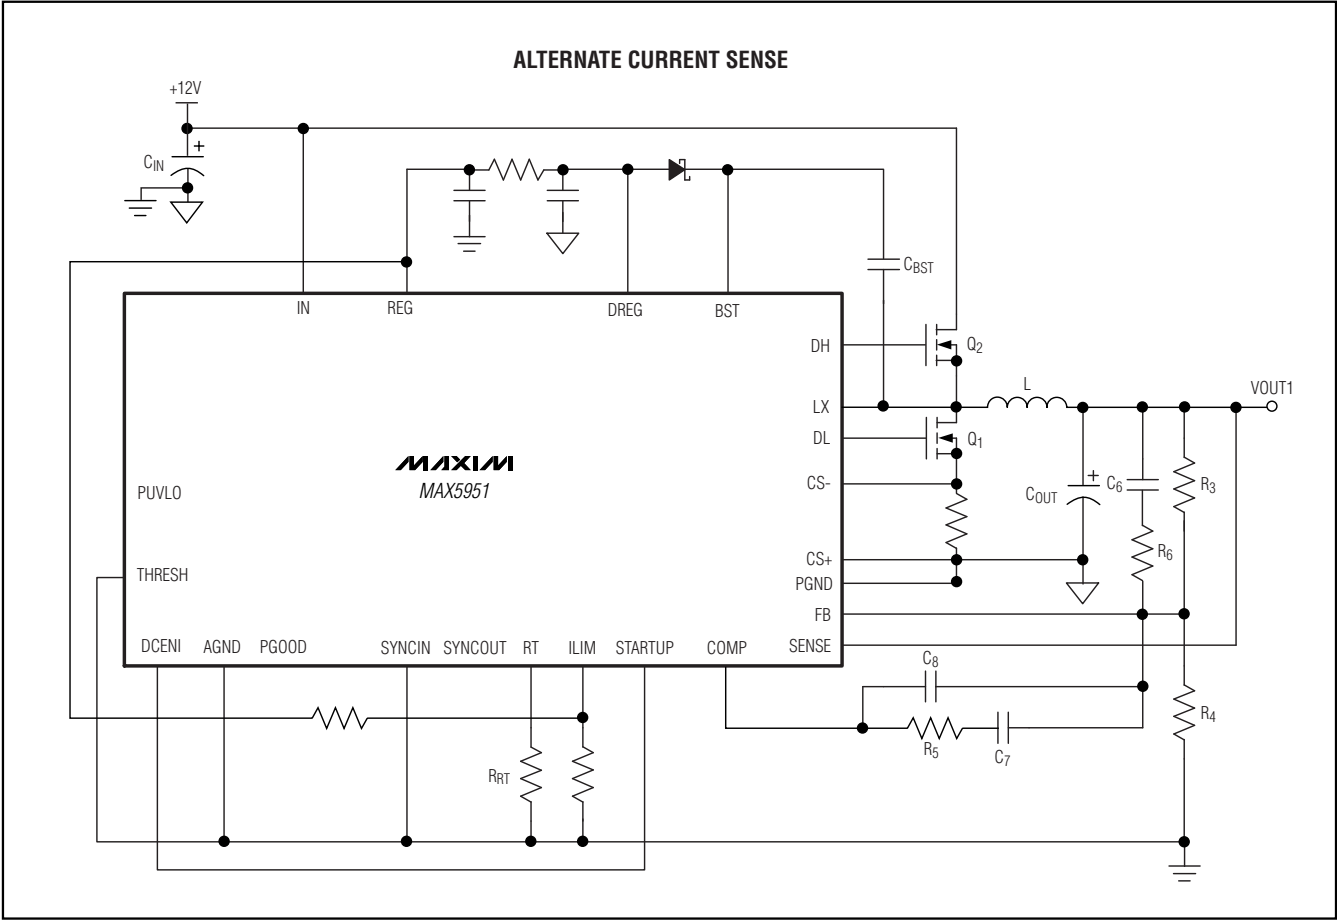 ALTERNATE CURRENT SENSE
+12V
+
CIN
CBST
IN
REG
DREG
BST
DH
Q2
L
VOUT1
LX
DL
Q1
MAXIM
MAX5951
PUVLO
CS-
COUT
+
C6
R3
R6
CS+
THRESH
PGND
FB
DCENI
AGND
PGOOD
SYNCIN
SYNCOUT
RT
ILIM
STARTUP
COMP
SENSE
C8
R4
R5
C7
RRT